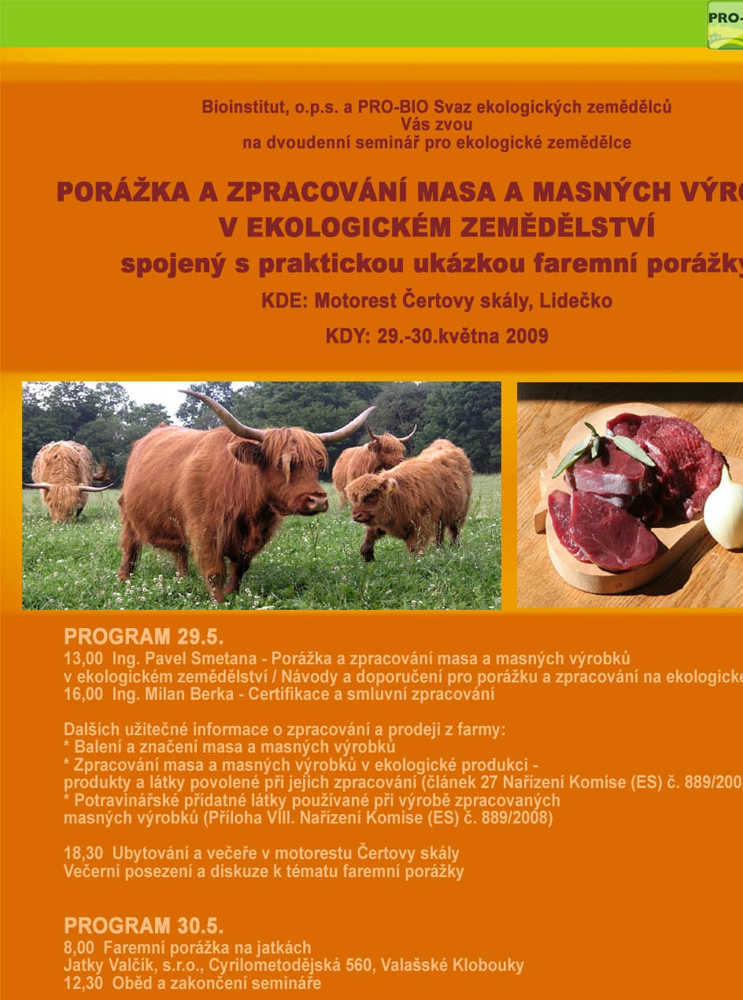 PRO-
Bioinstitut, o.p.s. a PRO-BIO Svaz ekologických zemědělců
Vás zvou
na dvoudenní seminář pro ekologické zemědělce
PORÁŽKA A ZPRACOVÁNÍ MASA A MASNÝCH
V EKOLOGICKÉM ZEMĚDĚLSTVÍ
spojený s praktickou ukázkou faremní porážky
KDE: Motorest Čertovy skály, Lidečko
KDY: 29.-30.května 2009
PROGRAM 29.5.
13,00 Ing. Pavel Smetana - Porážka a zpracování masa a masných výrobků
v ekologickém zemědělství / Návody a doporučení pro porážku a zpracování na ekologické
16,00 Ing. Milan Berka - Certifikace a smluvní zpracování
Dalších užitečné informace o zpracování a prodeji z farmy:
* Balení a značení masa a masných výrobků
* Zpracování masa a masných výrobků v ekologické produkci -
produkty a látky povolené při jejich zpracování (článek 27 Nařízení Komise (ES) č. 889/2008
* Potravinářské přídatné látky používané při výrobě zpracovaných
masných výrobků (Příloha VIII. Nařízení Komise (ES) č. 889/2008)
18,30 Ubytování a večeře v motorestu Čertovy skály
Večerní posezení a diskuze k tématu faremní porážky
PROGRAM 30.5.
8,00 Faremní porážka na jatkách
Jatky Valčík, s.r.o., Cyrilometodějská 560, Valašské Klobouky
12,30 Oběd a zakončení semináře